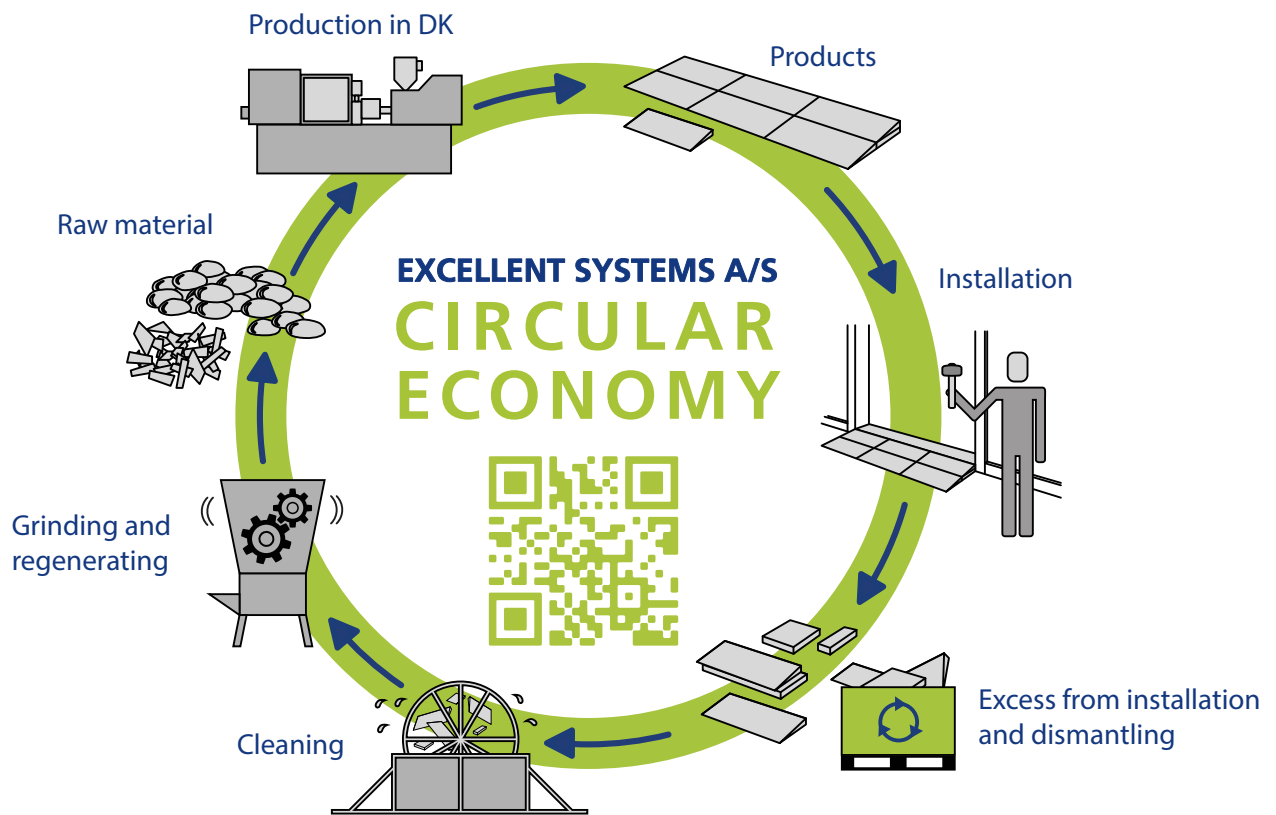 Production in DK
Products
Raw material
Installation
EXCELLENT SYSTEMS A/S
CIRCULAR
ECONOMY
Grinding and
regenerating
Excess from installation
and dismantling
Cleaning